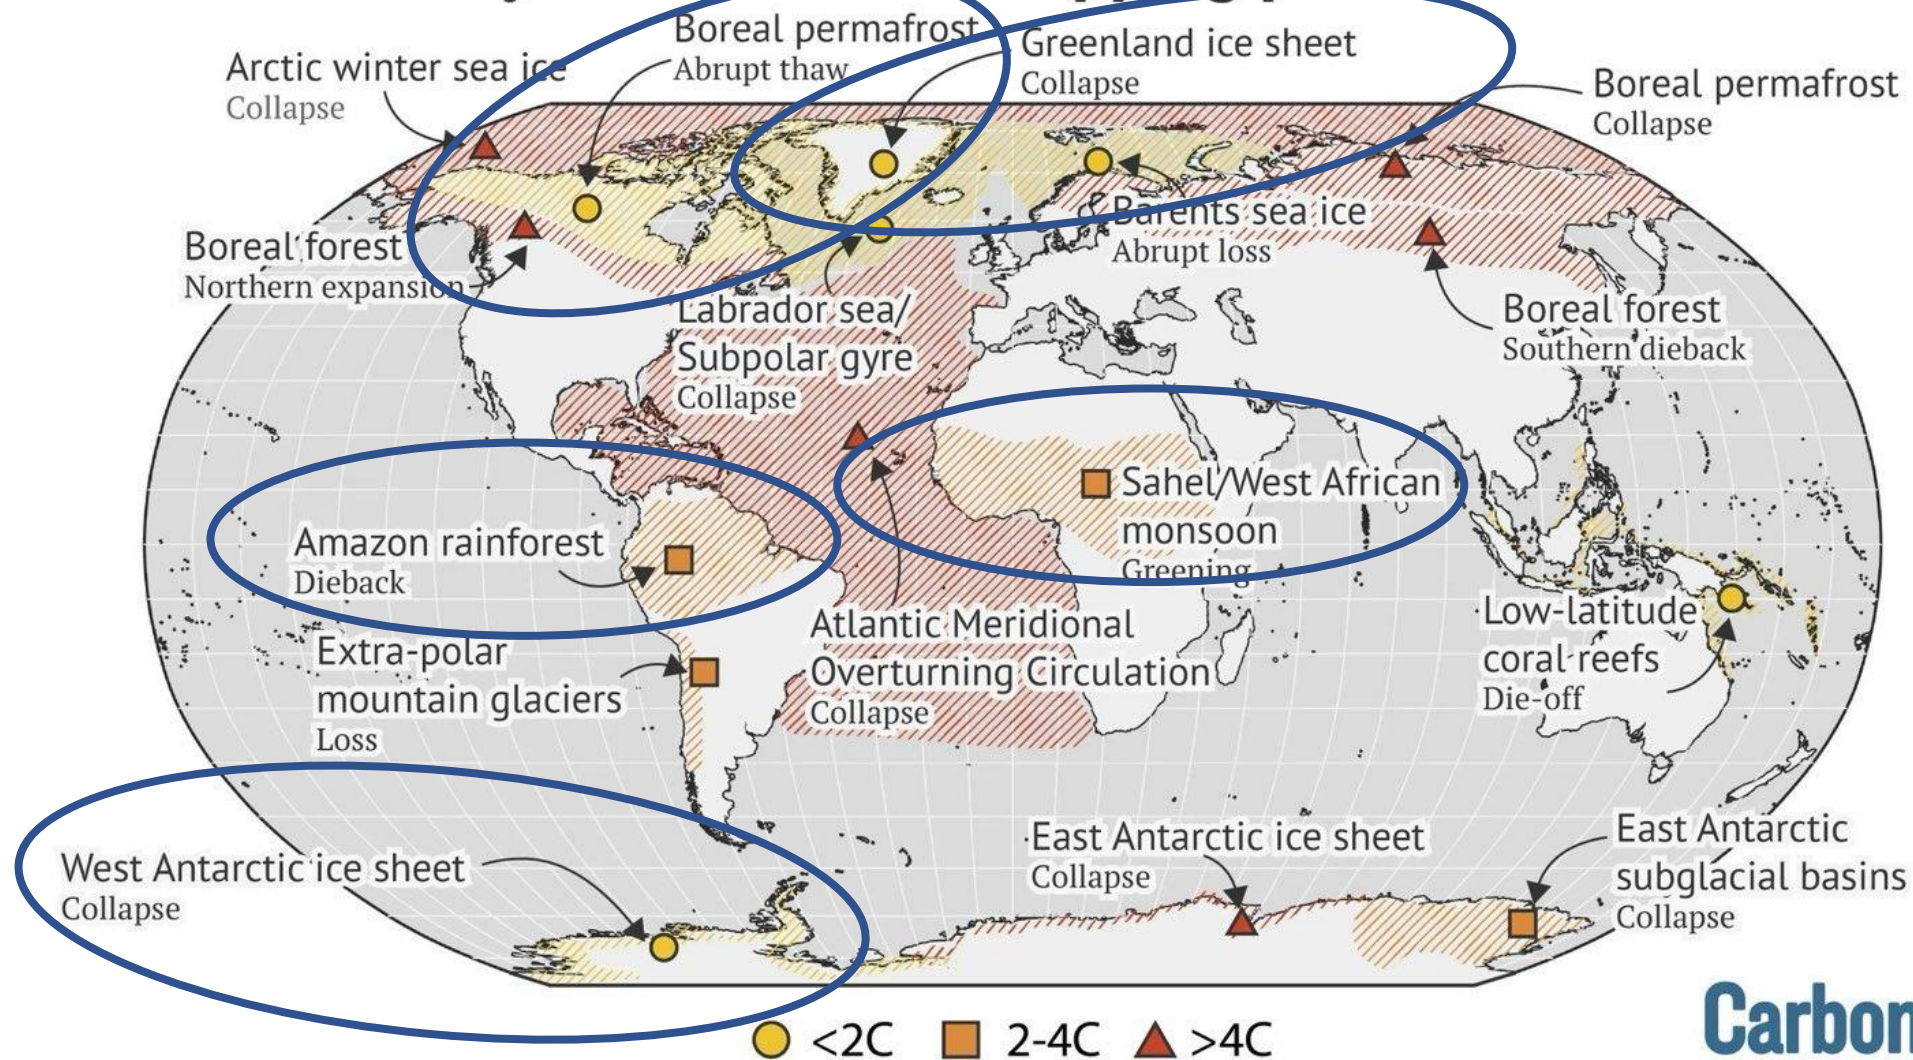 Boreal permafrost
Abrupt thaw
Greenland ice sheet
Collapse
Arctic winter sea ice
Collapse
Boreal permafrost
Collapse
Boreal forest
Northern expansion
Barents sea ice
Abrupt loss
Labrador sea/
Subpolar gyre
Collapse
Boreal forest
Southern dieback
Sahel/West African
monsoon
Greening
Amazon rainforest
Dieback
Extra-polar
mountain glaciers
Loss
Atlantic Meridional
Overturning Circulation
Collapse
Low-latitude
coral reefs
Die-off
West Antarctic ice sheet
Collapse
East Antarctic ice sheet
Collapse
East Antarctic
subglacial basins
Collapse
<2C 2-4C >4C
Carbon